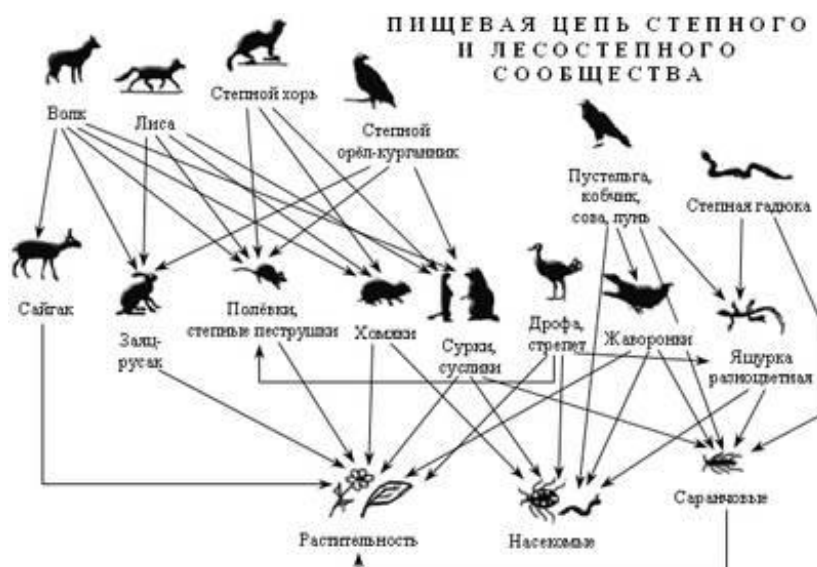 ПИЩЕВАЯ ЦЕПЬ СТЕПНОГО
И ЛЕСОСТЕПНОГО
СООБЩЕСТВА
Волк
Лиса
Степной хорь
Степной
орёл-курганник
Пустельга,
кобчик,
сова, лунь
Степная гадюка
Сайгак
Заяц-
русак
Полёвки,
степные пеструшки
Хомяки
Сурки,
суслики
Дрофа,
стрепет
Жаворонки
Ящурка
разноцветная
Растительность
Насекомые
Саранчовые